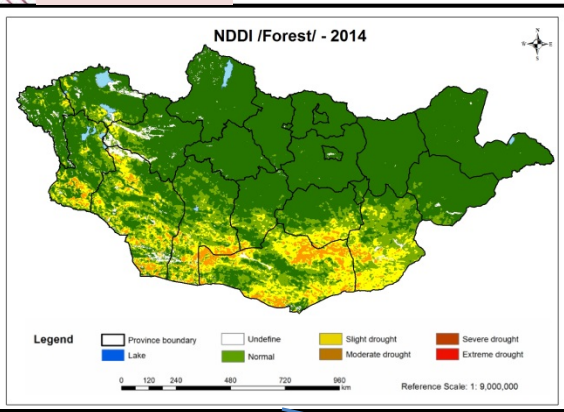 NDDI /Forest/ - 2014
N
W E
S
Legend
Province boundary
Undefine
Slight drought
Severe drought
Lake
Normal
Moderate drought
Extreme drought
0 120 240 480 720 960
km
Reference Scale: 1: 9,000,000